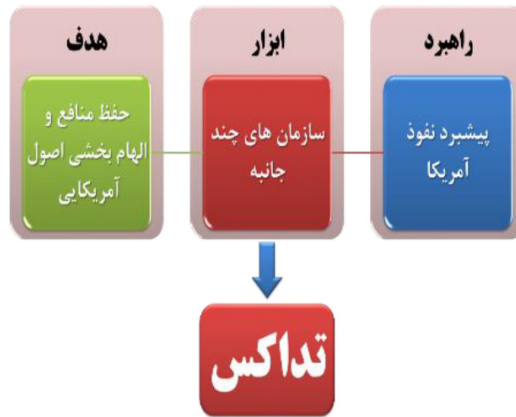 راهبرد
پیشبرد نفوذ
آمریکا
ابزار
سازمان های چند
جانبه
هدف
حفظ منافع و
الهام بخشی اصول
آمریکایی
تداکس